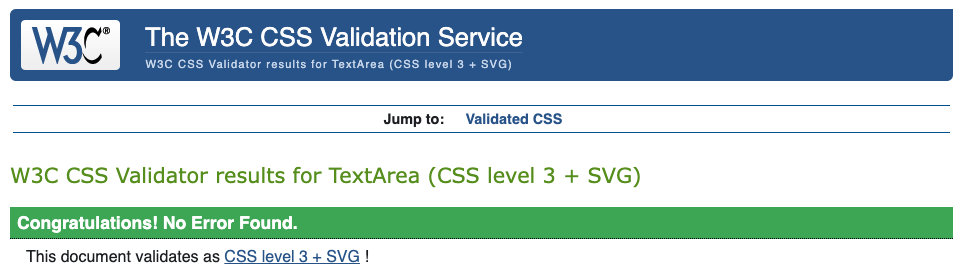 W3C®
The W3C CSS Validation Service
W3C CSS Validator results for TextArea (CSS level 3 + SVG)
Jump to: Validated CSS
W3C CSS Validator results for TextArea (CSS level 3 + SVG)
Congratulations! No Error Found.
This document validates as CSS level 3 + SVG !